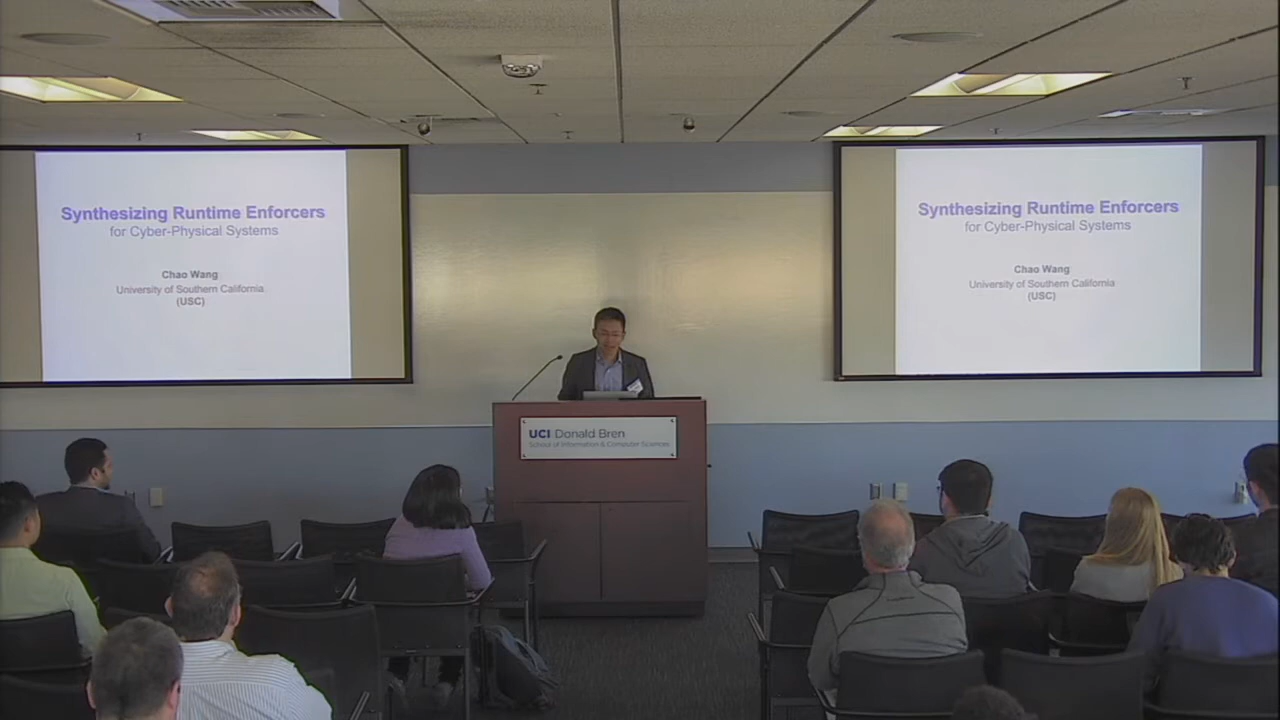 Synthesizing Runtime Enforcers
for Cyber-Physical Systems
Chao Wang
University of Southern California
(USC)
UCI Donald Bren
School of Information & Computer Sciences
Synthesizing Runtime Enforcers
for Cyber-Physical Systems
Chao Wang
University of Southern California
(USC)